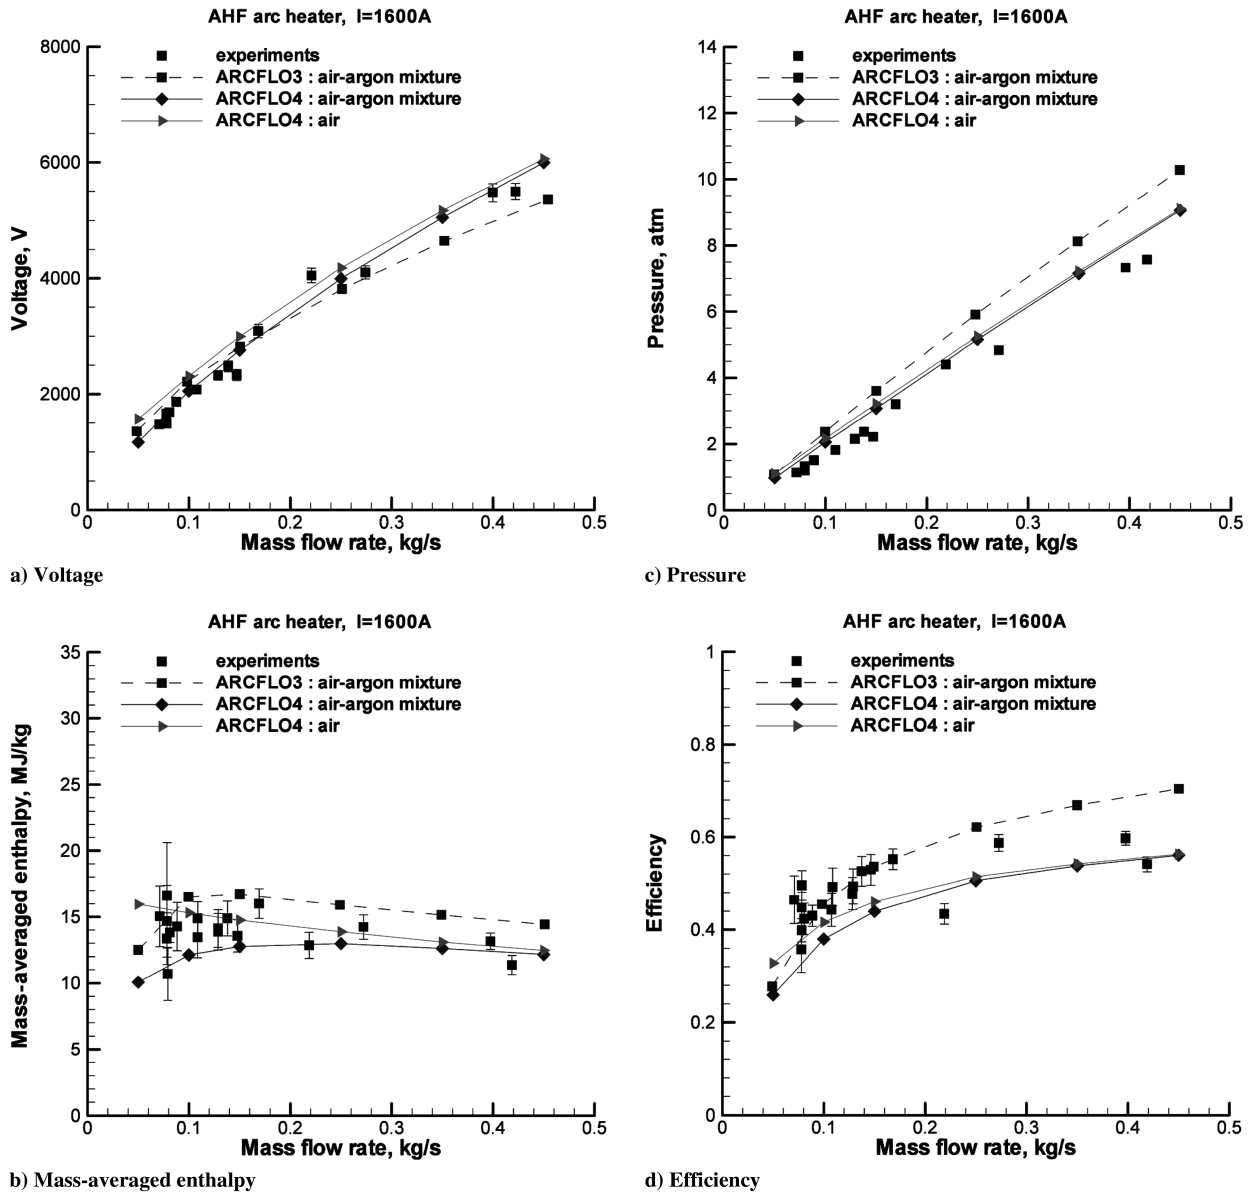 AHF arc heater, I=1600A
experiments
ARCFLO3 : air-argon mixture
ARCFLO4 : air-argon mixture
ARCFLO4 : air
8000
6000
4000
2000
0
Voltage, V
0 0.1 0.2 0.3 0.4 0.5
Mass flow rate, kg/s
a) Voltage
AHF arc heater, I=1600A
experiments
ARCFLO3 : air-argon mixture
ARCFLO4 : air-argon mixture
ARCFLO4 : air
14
12
10
8
6
4
2
0
Pressure, atm
0 0.1 0.2 0.3 0.4 0.5
Mass flow rate, kg/s
c) Pressure
AHF arc heater, I=1600A
experiments
ARCFLO3 : air-argon mixture
ARCFLO4 : air-argon mixture
ARCFLO4 : air
35
30
25
20
15
10
5
0
Mass-averaged enthalpy, MJ/kg
0 0.1 0.2 0.3 0.4 0.5
Mass flow rate, kg/s
b) Mass-averaged enthalpy
AHF arc heater, I=1600A
experiments
ARCFLO3 : air-argon mixture
ARCFLO4 : air-argon mixture
ARCFLO4 : air
1
0.8
0.6
0.4
0.2
0
Efficiency
0 0.1 0.2 0.3 0.4 0.5
Mass flow rate, kg/s
d) Efficiency